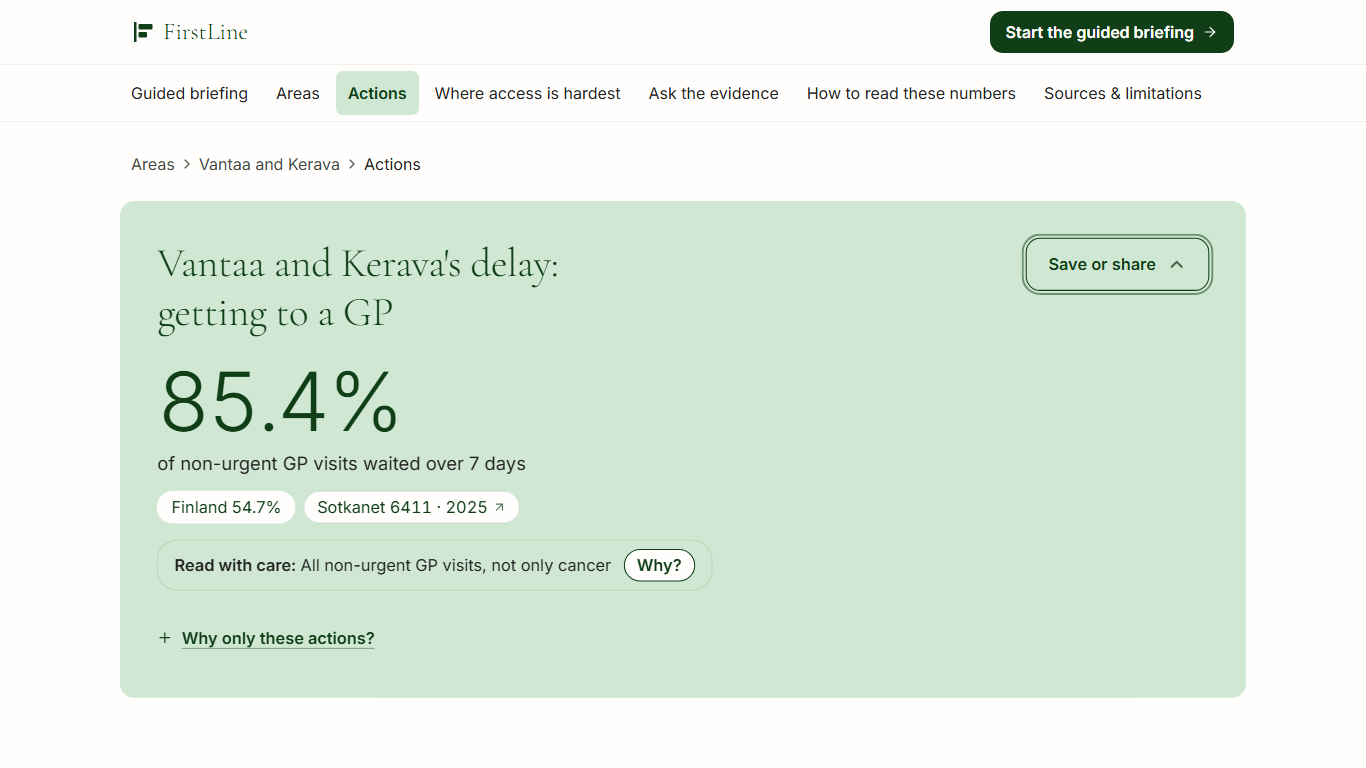 FirstLine
Start the guided briefing →
Guided briefing Areas Actions Where access is hardest Ask the evidence How to read these numbers Sources & limitations
Areas > Vantaa and Kerava > Actions
Vantaa and Kerava's delay:
getting to a GP
Save or share
85.4%
of non-urgent GP visits waited over 7 days
Finland 54.7% Sotkanet 6411 · 2025 ↗
Read with care: All non-urgent GP visits, not only cancer Why?
+ Why only these actions?